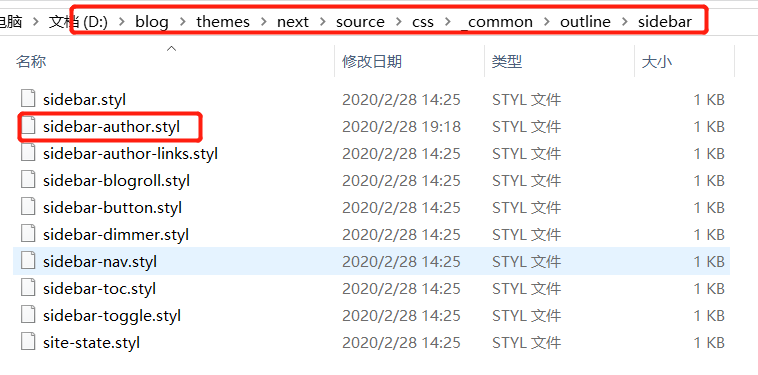 电脑 › 文档 (D:) › blog › themes › next › source › css › _common › outline › sidebar
名称 修改日期 类型 大小
sidebar.styl 2020/2/28 14:25 STYL 文件 1 KB
sidebar-author.styl 2020/2/28 19:18 STYL 文件 1 KB
sidebar-author-links.styl 2020/2/28 14:25 STYL 文件 1 KB
sidebar-blogroll.styl 2020/2/28 14:25 STYL 文件 1 KB
sidebar-button.styl 2020/2/28 14:25 STYL 文件 1 KB
sidebar-dimmer.styl 2020/2/28 14:25 STYL 文件 1 KB
sidebar-nav.styl 2020/2/28 14:25 STYL 文件 1 KB
sidebar-toc.styl 2020/2/28 14:25 STYL 文件 1 KB
sidebar-toggle.styl 2020/2/28 14:25 STYL 文件 1 KB
site-state.styl 2020/2/28 14:25 STYL 文件 1 KB